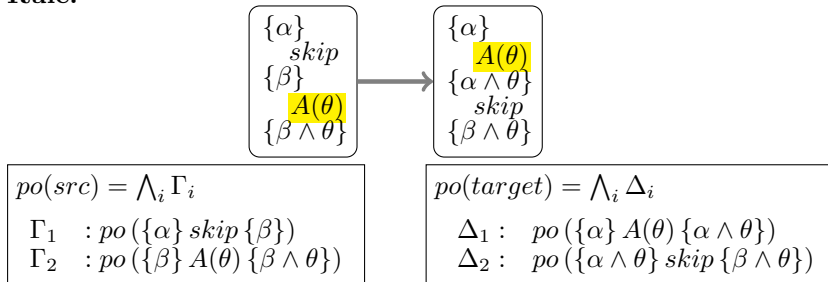 Rule:
{α} {α}
skip A(θ)
{β} {α ∧ θ}
A(θ) skip
{β ∧ θ} {β ∧ θ}
po(src) = ⋀ᵢ Γᵢ
Γ₁ : po ({α} skip {β})
Γ₂ : po ({β} A(θ) {β ∧ θ})
po(target) = ⋀ᵢ Δᵢ
Δ₁ : po ({α} A(θ) {α ∧ θ})
Δ₂ : po ({α ∧ θ} skip {β ∧ θ})